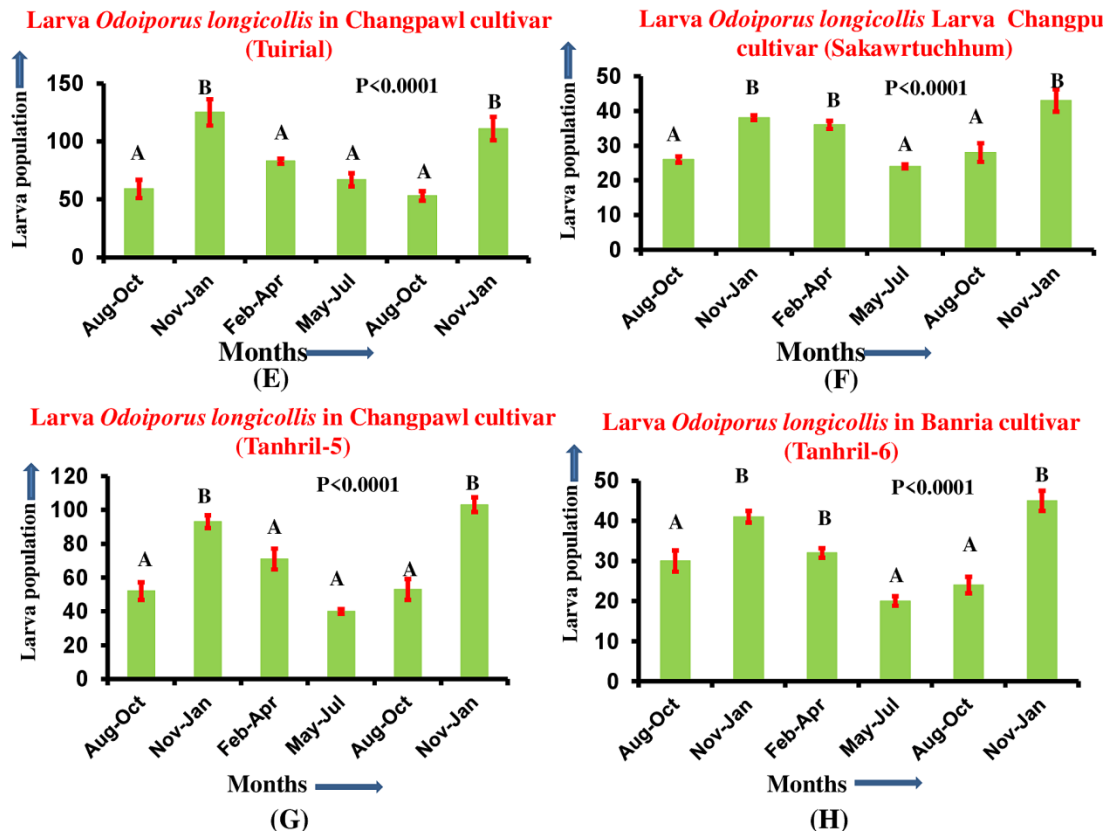 Larva Odoiporus longicollis in Changpawl cultivar
(Tuirial)
Larva population
P<0.0001
150
100
50
0
A
B
A
A
A
B
Aug-Oct
Nov-Jan
Feb-Apr
May-Jul
Aug-Oct
Nov-Jan
Months
(E)
Larva Odoiporus longicollis Larva Changpu
cultivar (Sakawrtuchhum)
Larva population
P<0.0001
50
40
30
20
10
0
A
B
B
A
A
B
Aug-Oct
Nov-Jan
Feb-Apr
May-Jul
Aug-Oct
Nov-Jan
Months
(F)
Larva Odoiporus longicollis in Changpawl cultivar
(Tanhril-5)
Larva population
P<0.0001
120
100
80
60
40
20
0
A
B
A
A
A
B
Aug-Oct
Nov-Jan
Feb-Apr
May-Jul
Aug-Oct
Nov-Jan
Months
(G)
Larva Odoiporus longicollis in Banria cultivar
(Tanhril-6)
Larva population
P<0.0001
50
40
30
20
10
0
A
B
B
A
A
B
Aug-Oct
Nov-Jan
Feb-Apr
May-Jul
Aug-Oct
Nov-Jan
Months
(H)